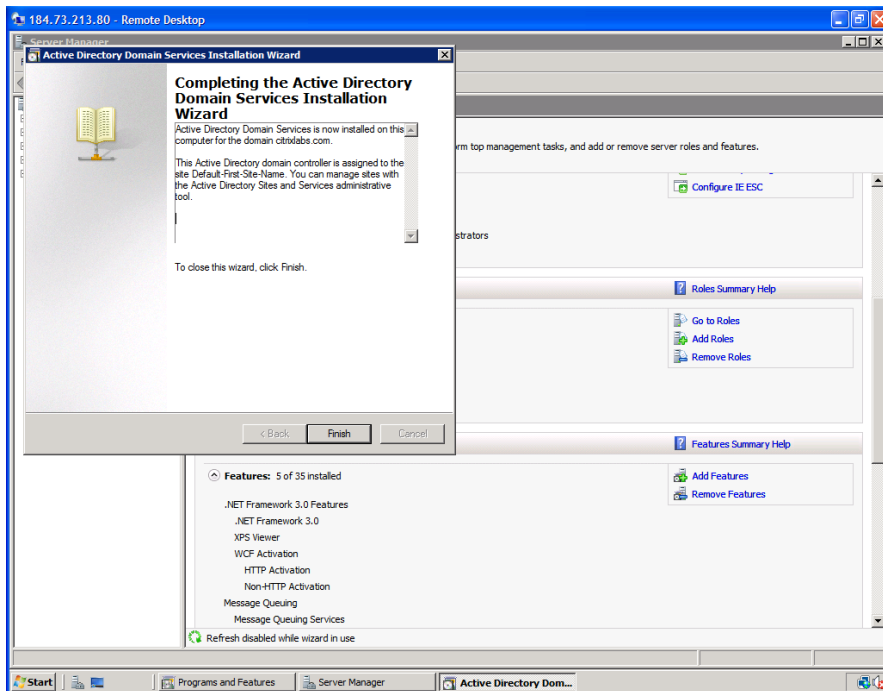 184.73.213.80 - Remote Desktop
Server Manager
Active Directory Domain Services Installation Wizard
Completing the Active Directory
Domain Services Installation
Wizard
Active Directory Domain Services is now installed on this
computer for the domain citrixlabs.com.
This Active Directory domain controller is assigned to the
site Default-First-Site-Name. You can manage sites with
the Active Directory Sites and Services administrative
tool.
To close this wizard, click Finish.
< Back
Finish
Cancel
rm top management tasks, and add or remove server roles and features.
Configure IE ESC
strators
Roles Summary Help
Go to Roles
Add Roles
Remove Roles
Features Summary Help
Features: 5 of 35 installed
Add Features
Remove Features
.NET Framework 3.0 Features
.NET Framework 3.0
XPS Viewer
WCF Activation
HTTP Activation
Non-HTTP Activation
Message Queuing
Message Queuing Services
Refresh disabled while wizard in use
Start
Programs and Features
Server Manager
Active Directory Dom...